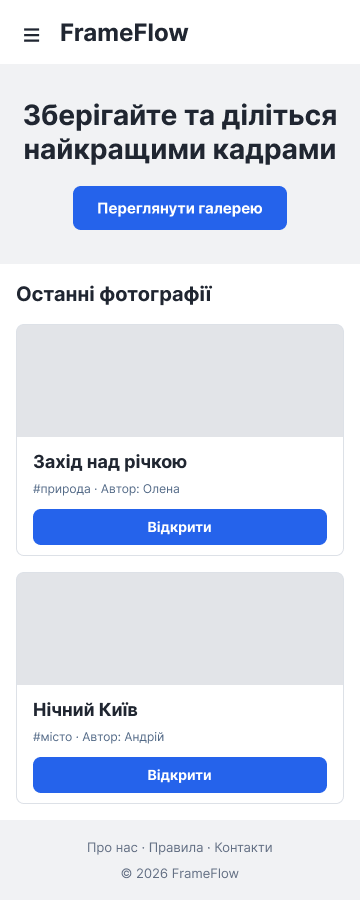 FrameFlow
Зберігайте та діліться
найкращими кадрами
Переглянути галерею
Останні фотографії
Захід над річкою
#природа · Автор: Олена
Відкрити
Нічний Київ
#місто · Автор: Андрій
Відкрити
Про нас · Правила · Контакти
© 2026 FrameFlow